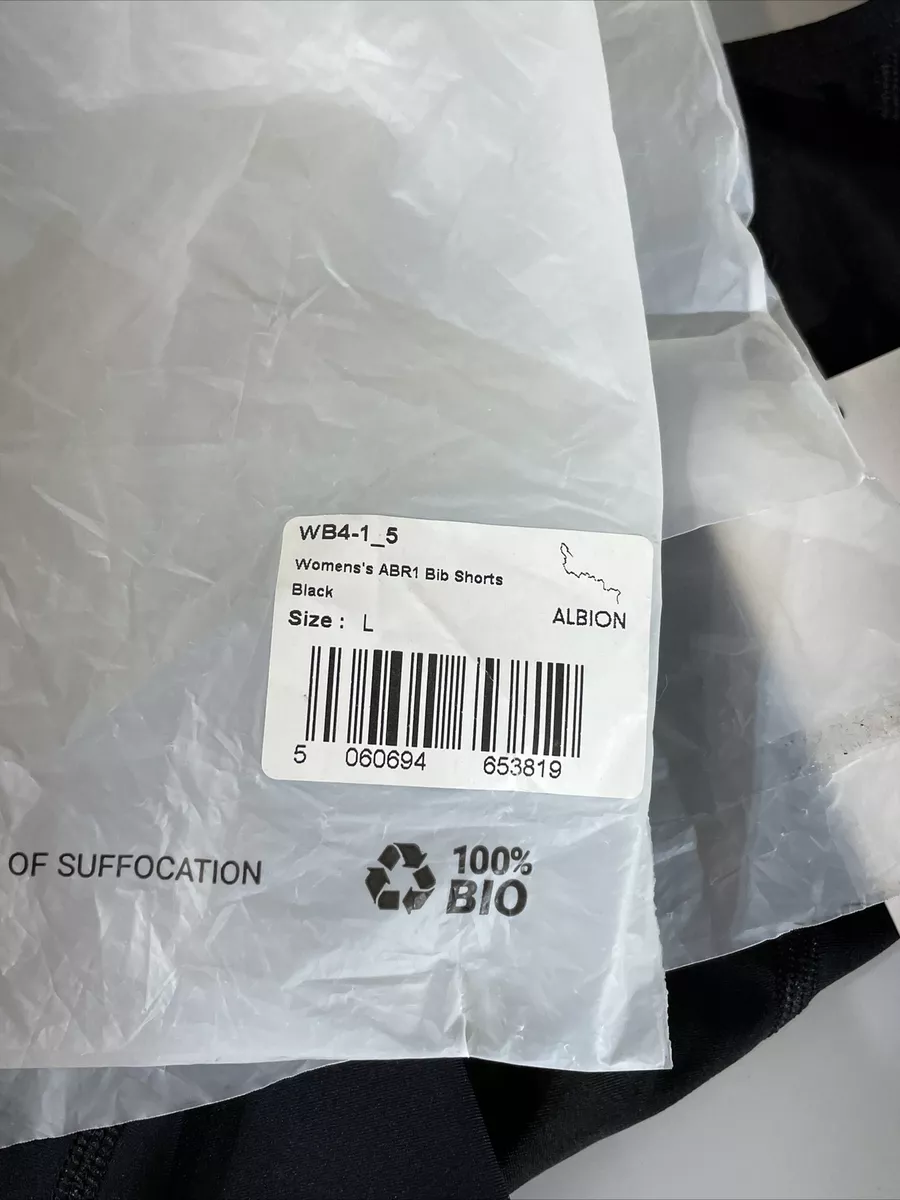 WB4-1_5
Womens's ABR1 Bib Shorts
Black
Size : L
ALBION
5 060694 653819
OF SUFFOCATION
100%
BIO